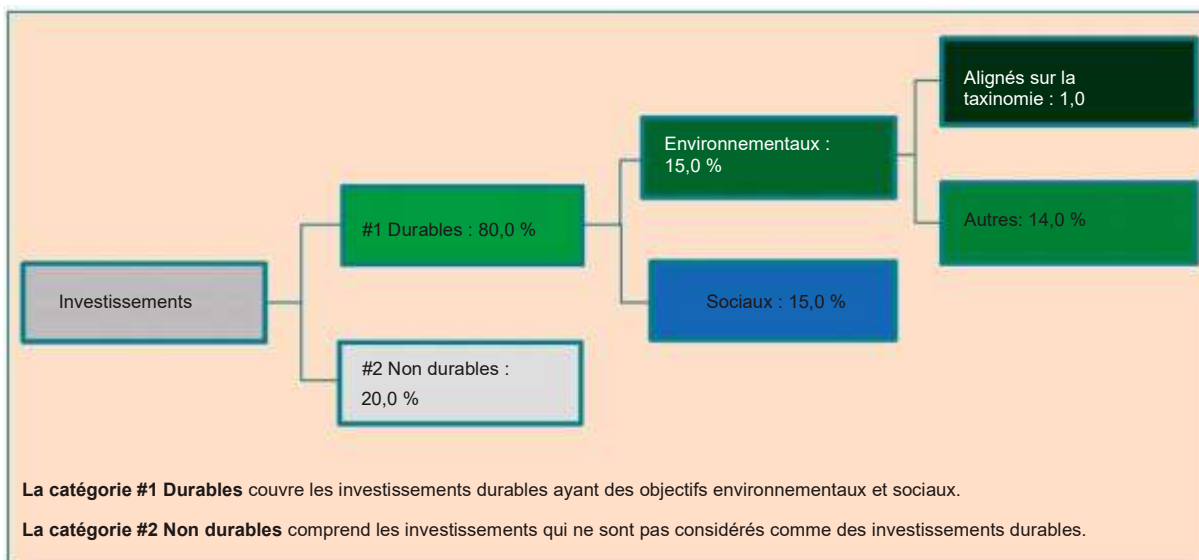 Investissements
#1 Durables : 80,0 %
#2 Non durables :
20,0 %
Environnementaux :
15,0 %
Sociaux : 15,0 %
Alignés sur la
taxinomie : 1,0
Autres: 14,0 %
La catégorie #1 Durables couvre les investissements durables ayant des objectifs environnementaux et sociaux.
La catégorie #2 Non durables comprend les investissements qui ne sont pas considérés comme des investissements durables.